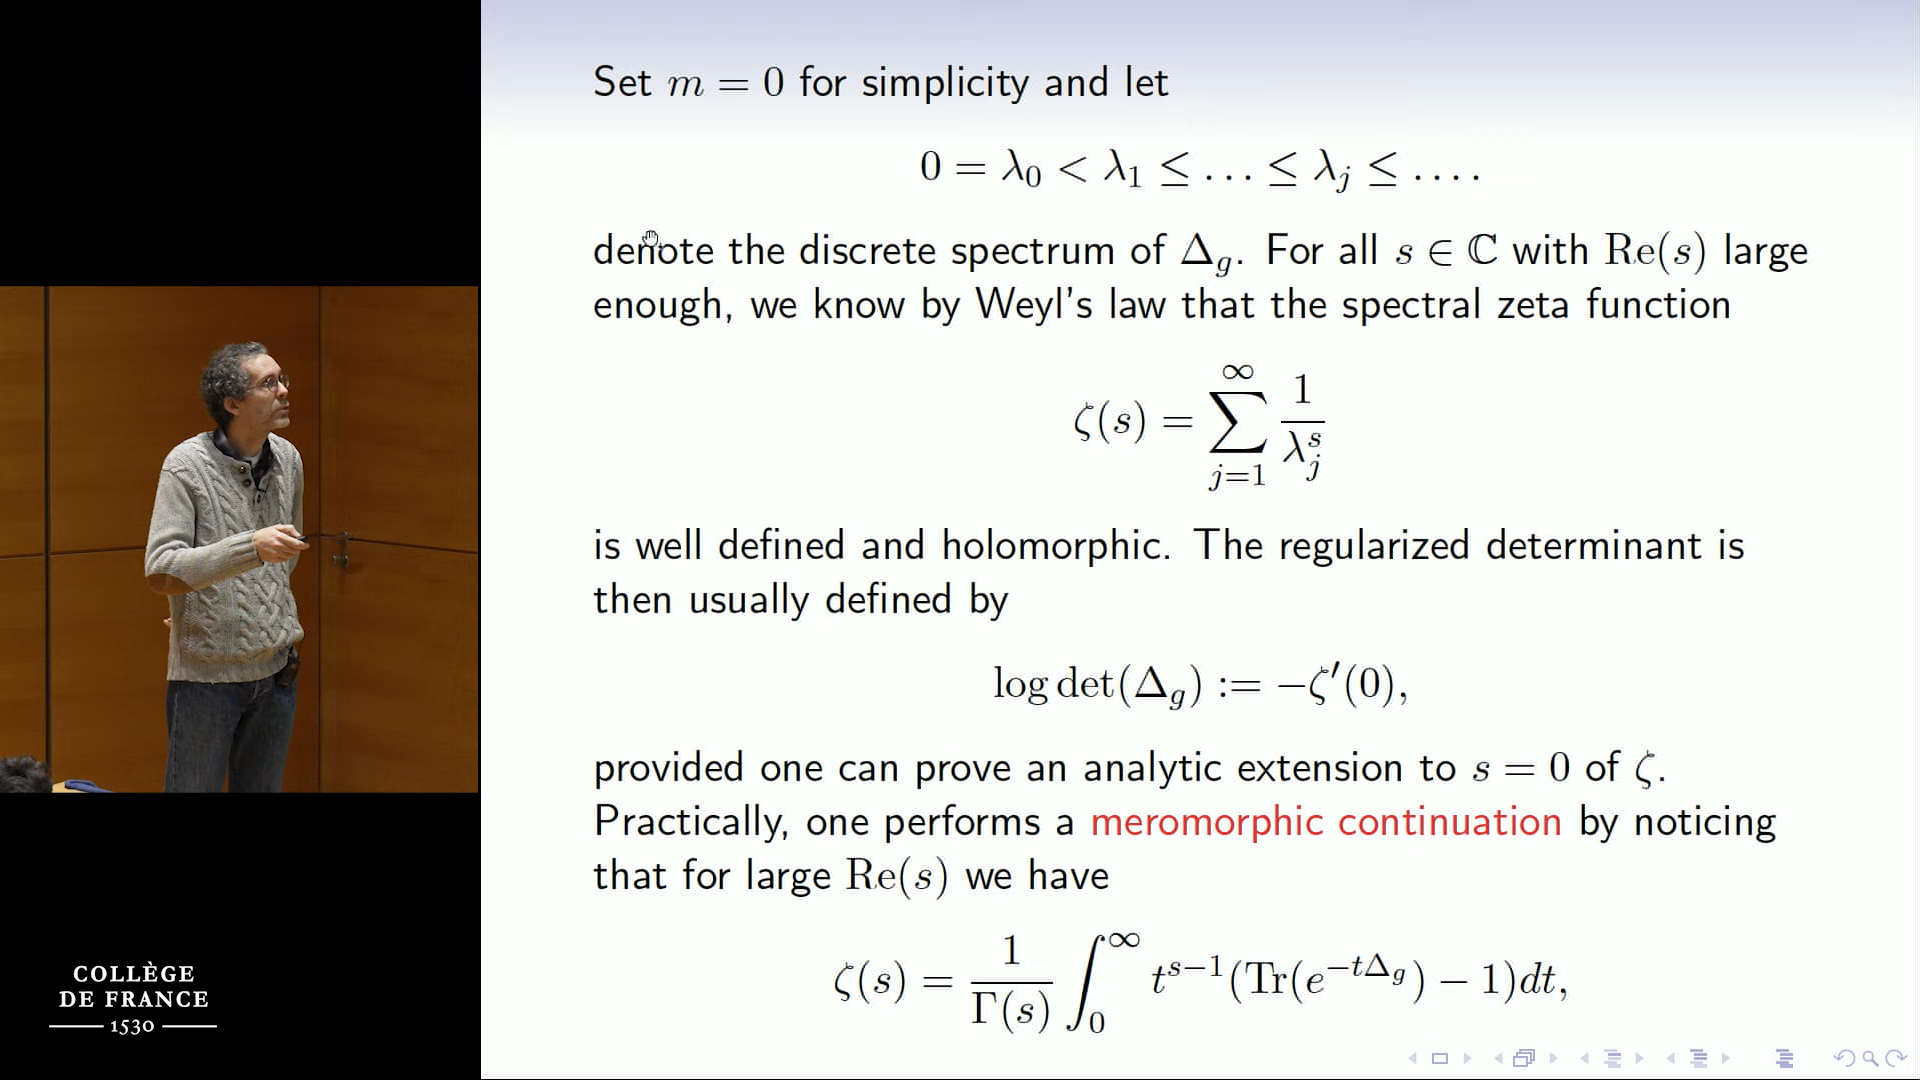 Set m = 0 for simplicity and let
0 = λ₀ < λ₁ ≤ … ≤ λⱼ ≤ ….
denote the discrete spectrum of Δ_g. For all s ∈ ℂ with Re(s) large
enough, we know by Weyl's law that the spectral zeta function
ζ(s) = ∑_{j=1}^{∞} 1/λ_j^s
is well defined and holomorphic. The regularized determinant is
then usually defined by
log det(Δ_g) := −ζ′(0),
provided one can prove an analytic extension to s = 0 of ζ.
Practically, one performs a meromorphic continuation by noticing
that for large Re(s) we have
ζ(s) = 1/Γ(s) ∫_0^∞ t^{s−1}(Tr(e^{−tΔ_g}) − 1)dt,
COLLÈGE
DE FRANCE
1530